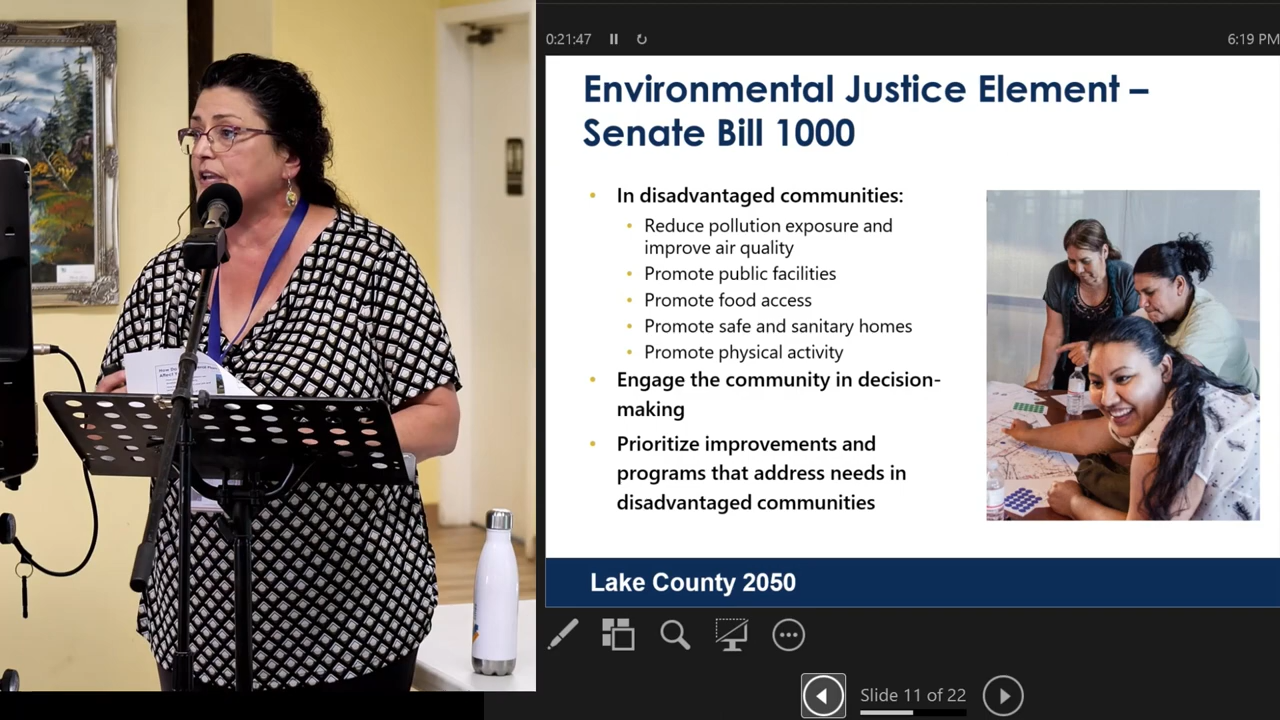 0:21:47
6:19 PM
Environmental Justice Element –
Senate Bill 1000
• In disadvantaged communities:
• Reduce pollution exposure and
improve air quality
• Promote public facilities
• Promote food access
• Promote safe and sanitary homes
• Promote physical activity
• Engage the community in decision-
making
• Prioritize improvements and
programs that address needs in
disadvantaged communities
Lake County 2050
Slide 11 of 22